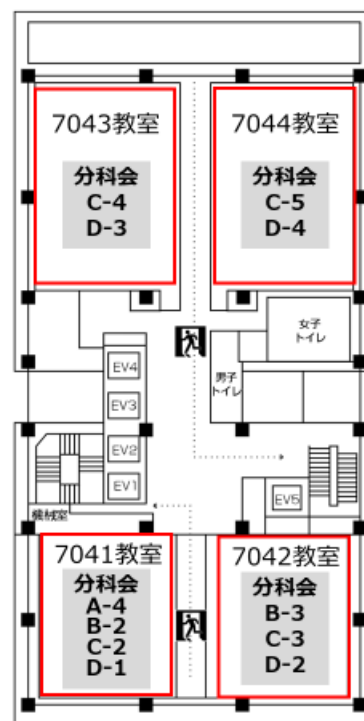 7043教室
分科会
C-4
D-3
7044教室
分科会
C-5
D-4
女子
トイレ
男子
トイレ
EV4
EV3
EV2
EV1
EV5
機械室
7041教室
分科会
A-4
B-2
C-2
D-1
7042教室
分科会
B-3
C-3
D-2